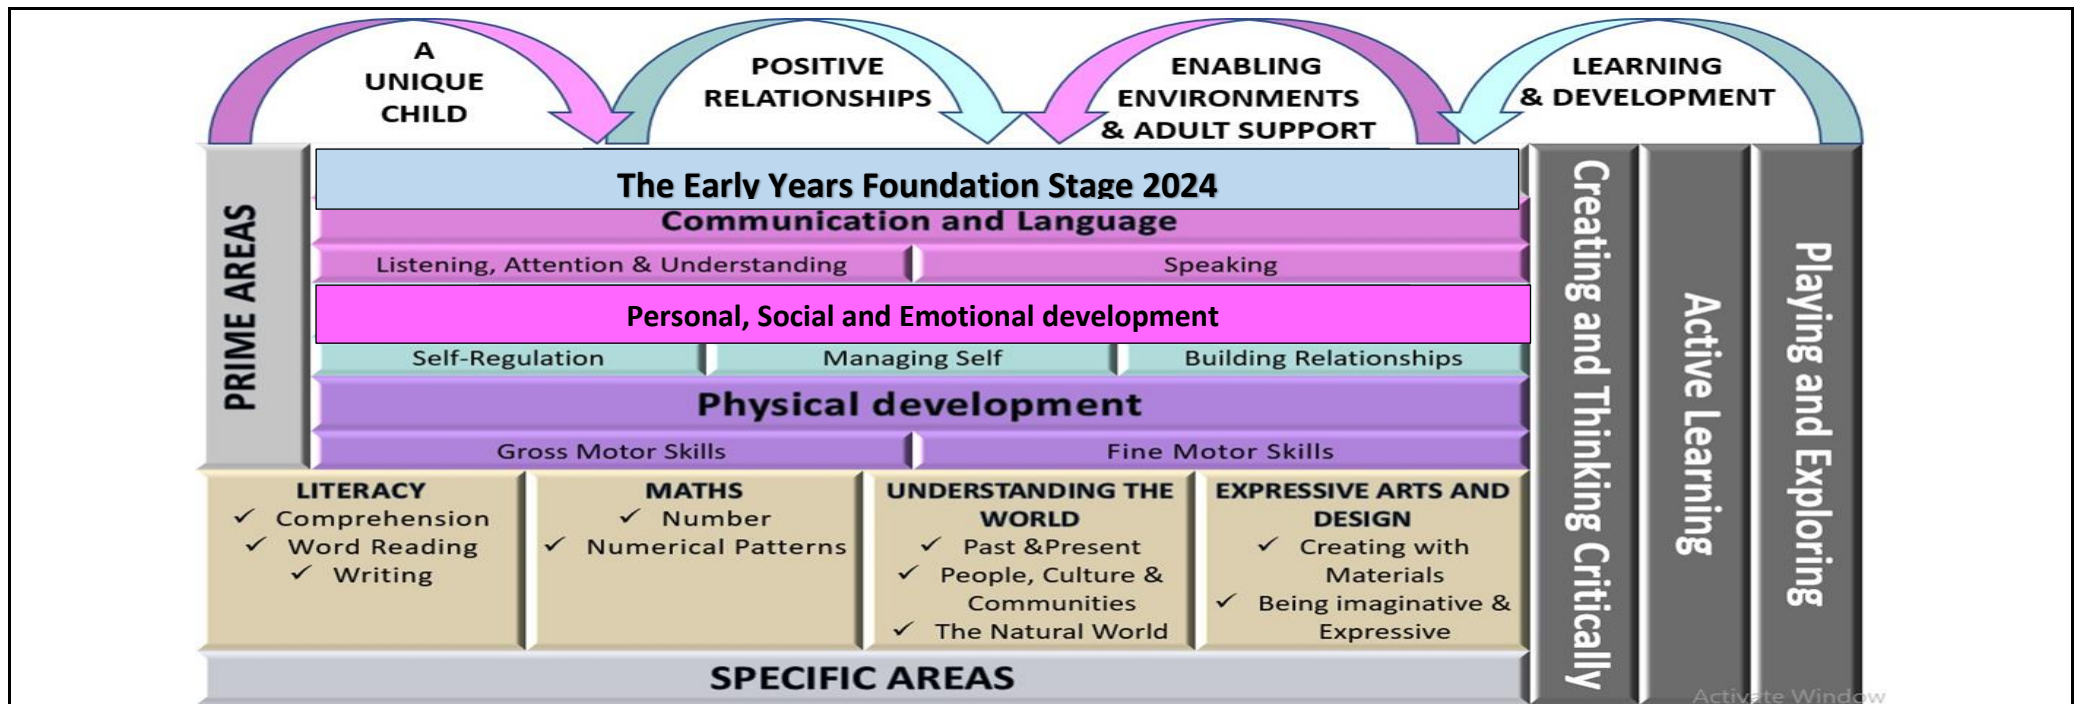 A
UNIQUE
CHILD
POSITIVE
RELATIONSHIPS
ENABLING
ENVIRONMENTS
& ADULT SUPPORT
LEARNING
& DEVELOPMENT
PRIME AREAS
The Early Years Foundation Stage 2024
Communication and Language
Listening, Attention & Understanding
Speaking
Personal, Social and Emotional development
Self-Regulation
Managing Self
Building Relationships
Physical development
Gross Motor Skills
Fine Motor Skills
LITERACY
✓ Comprehension
✓ Word Reading
✓ Writing
MATHS
✓ Number
✓ Numerical Patterns
UNDERSTANDING THE
WORLD
✓ Past &Present
✓ People, Culture &
Communities
✓ The Natural World
EXPRESSIVE ARTS AND
DESIGN
✓ Creating with
Materials
✓ Being imaginative &
Expressive
SPECIFIC AREAS
Creating and Thinking Critically
Active Learning
Playing and Exploring
Activate Window